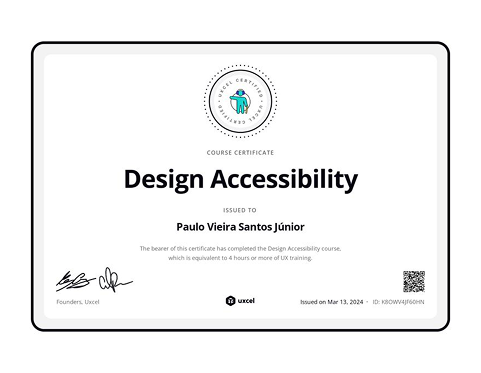 UXCEL CERTIFIED • UXCEL CERTIFIED •
COURSE CERTIFICATE
Design Accessibility
ISSUED TO
Paulo Vieira Santos Júnior
The bearer of this certificate has completed the Design Accessibility course,
which is equivalent to 4 hours or more of UX training.
Founders, Uxcel
uxcel
Issued on Mar 13, 2024 • ID: K8OWV4JF60HN